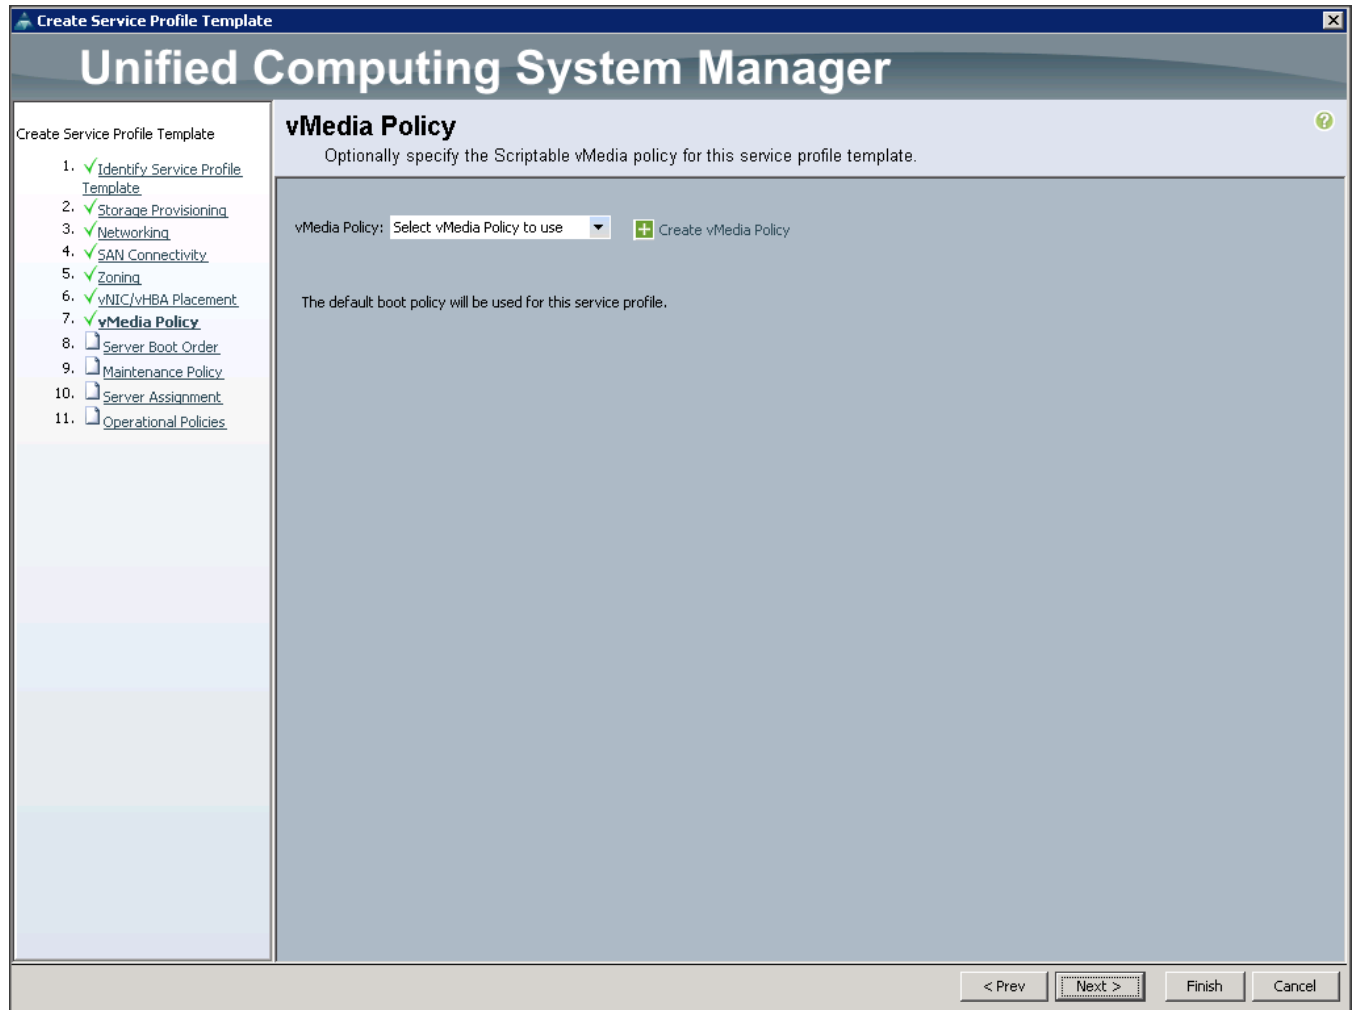 Create Service Profile Template
Unified Computing System Manager
Create Service Profile Template
1. Identify Service Profile
Template
2. Storage Provisioning
3. Networking
4. SAN Connectivity
5. Zoning
6. vNIC/vHBA Placement
7. vMedia Policy
8. Server Boot Order
9. Maintenance Policy
10. Server Assignment
11. Operational Policies
vMedia Policy
Optionally specify the Scriptable vMedia policy for this service profile template.
vMedia Policy: Select vMedia Policy to use Create vMedia Policy
The default boot policy will be used for this service profile.
< Prev Next > Finish Cancel